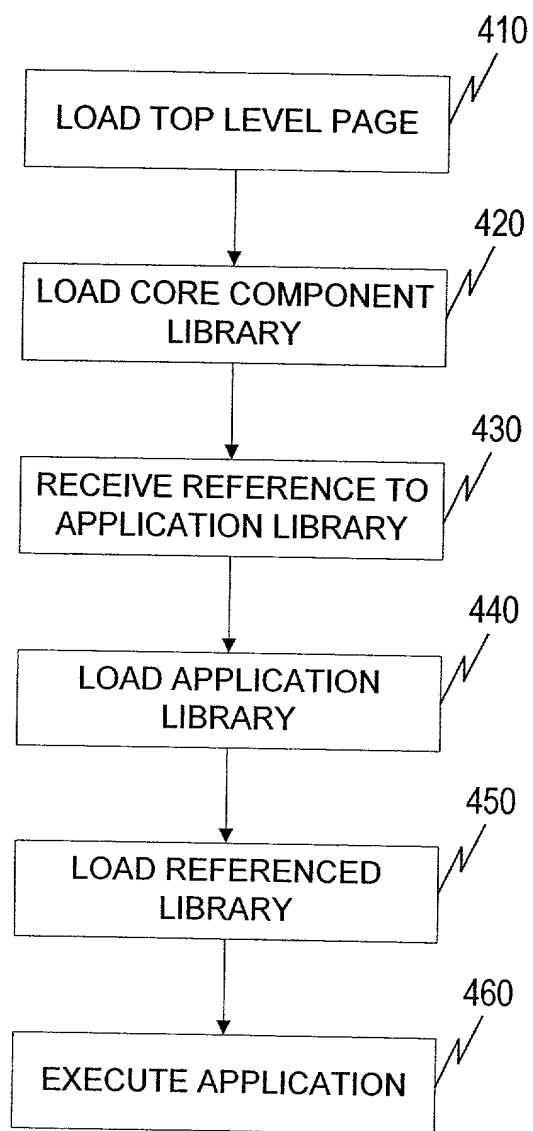 410
LOAD TOP LEVEL PAGE
420
LOAD CORE COMPONENT
LIBRARY
430
RECEIVE REFERENCE TO
APPLICATION LIBRARY
440
LOAD APPLICATION
LIBRARY
450
LOAD REFERENCED
LIBRARY
460
EXECUTE APPLICATION